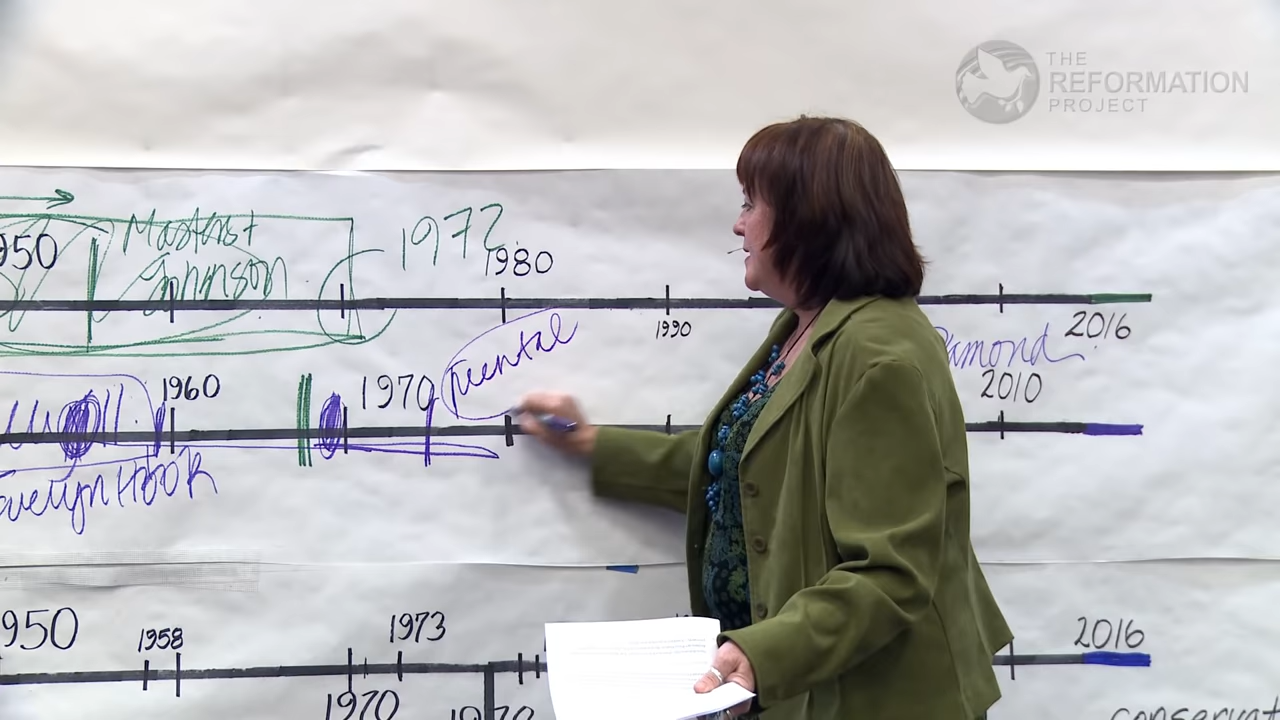 THE
REFORMATION
PROJECT
950
Masters +
Johnson
1972
1980
1990
2016
mental
1960
1970
2010
Evelyn Hook
950
1958
1973
2016
1970